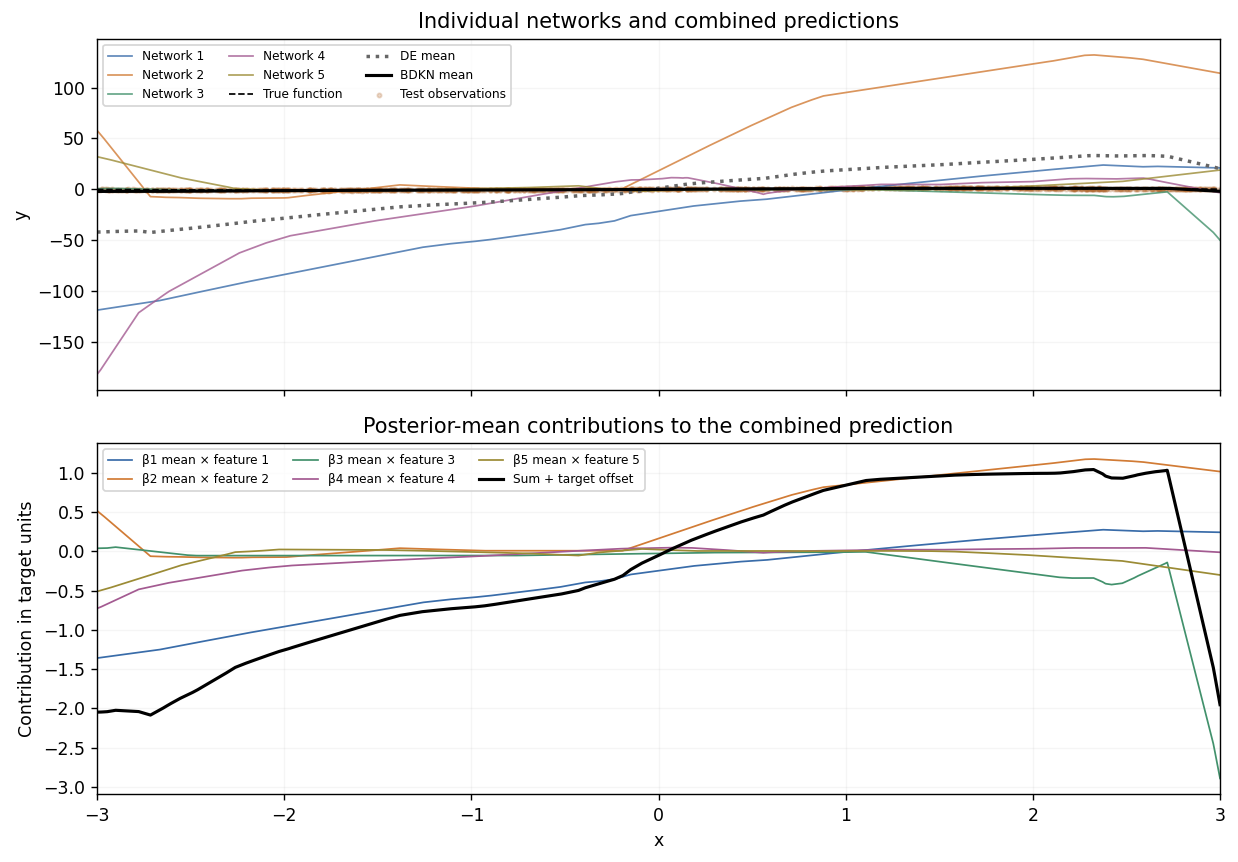 Individual networks and combined predictions
Network 1
Network 2
Network 3
Network 4
Network 5
True function
DE mean
BDKN mean
Test observations
y
100
50
0
−50
−100
−150
Posterior-mean contributions to the combined prediction
β1 mean × feature 1
β2 mean × feature 2
β3 mean × feature 3
β4 mean × feature 4
β5 mean × feature 5
Sum + target offset
Contribution in target units
1.0
0.5
0.0
−0.5
−1.0
−1.5
−2.0
−2.5
−3.0
−3 −2 −1 0 1 2 3
x